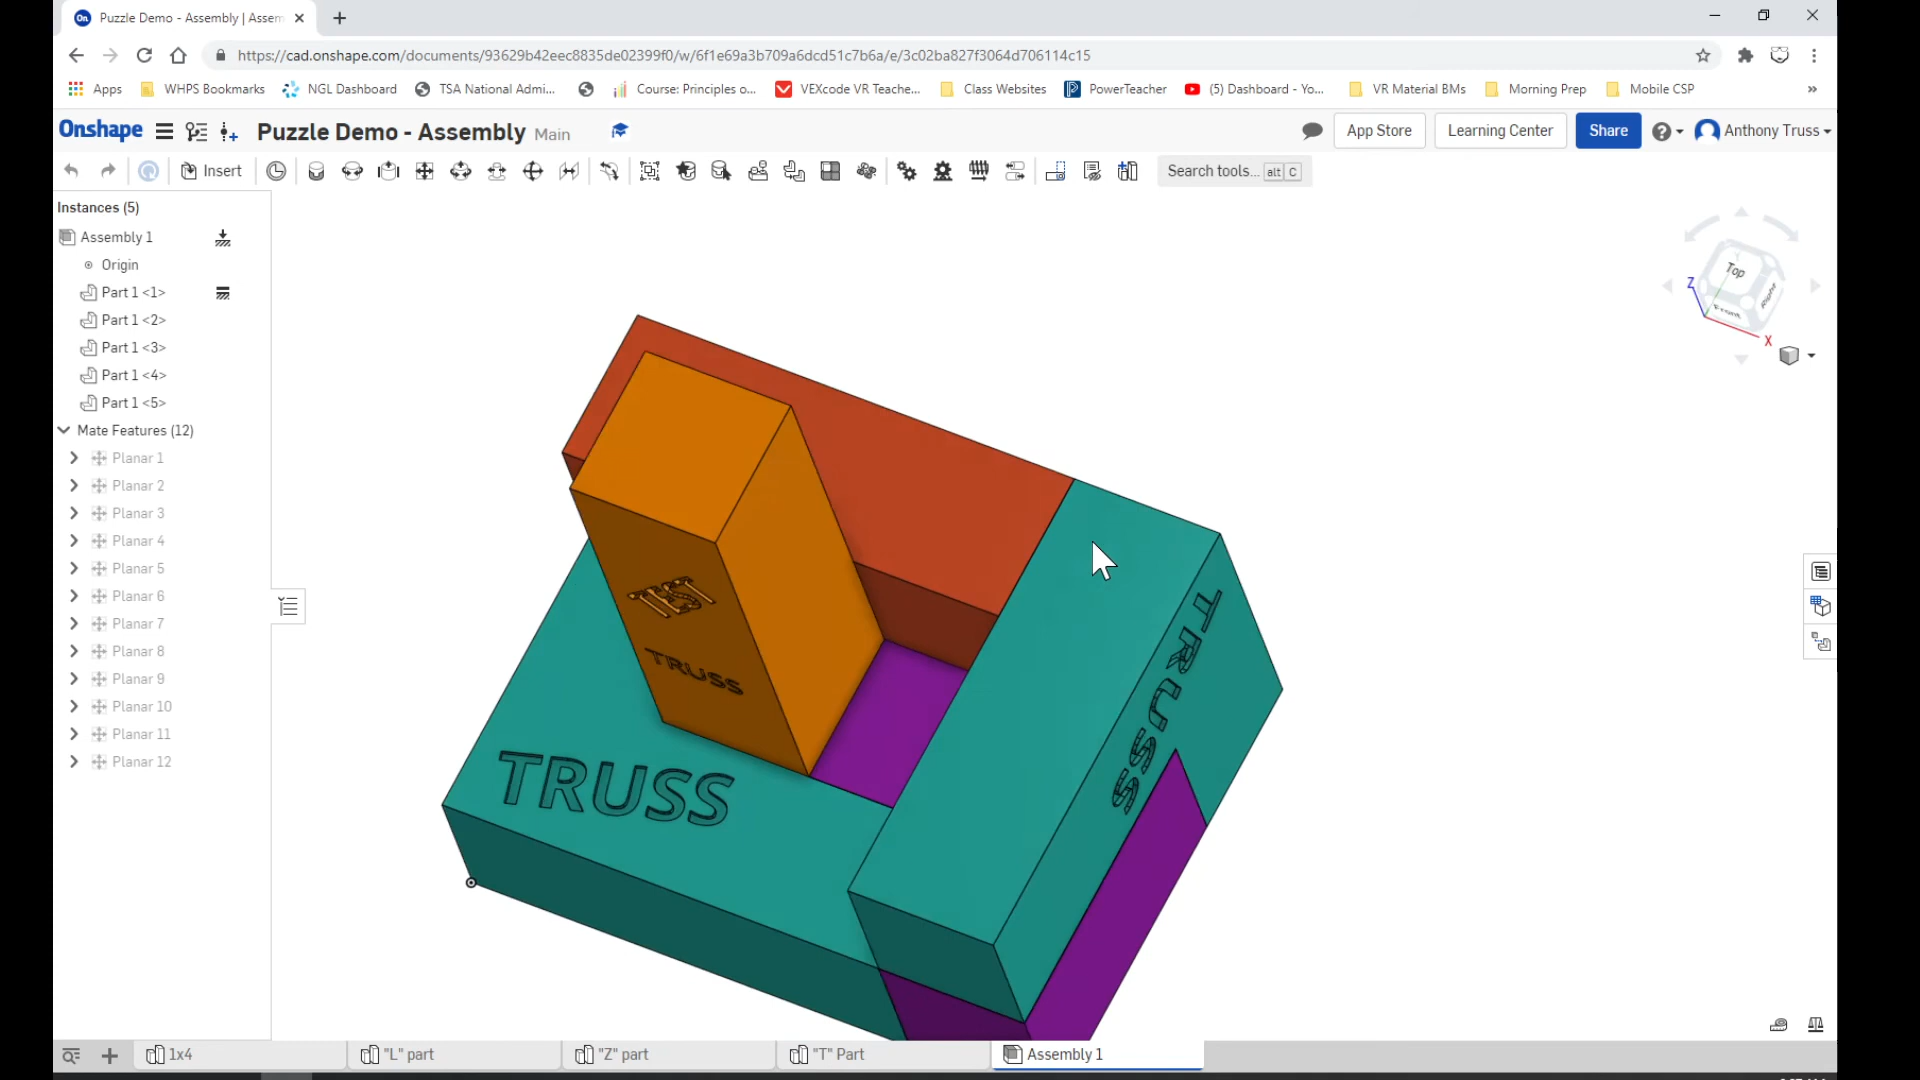 Puzzle Demo - Assembly | Assem
https://cad.onshape.com/documents/93629b42eec8835de02399f0/w/6f1e69a3b709a6dcd51c7b6a/e/3c02ba827f3064d706114c15
Apps WHPS Bookmarks NGL Dashboard TSA National Admi... Course: Principles o... VEXcode VR Teache... Class Websites PowerTeacher (5) Dashboard - Yo... VR Material BMs Morning Prep Mobile CSP »
Onshape Puzzle Demo - Assembly Main App Store Learning Center Share Anthony Truss
Insert Search tools... alt C
Instances (5)
Assembly 1
Origin
Part 1 <1>
Part 1 <2>
Part 1 <3>
Part 1 <4>
Part 1 <5>
Mate Features (12)
Planar 1
Planar 2
Planar 3
Planar 4
Planar 5
Planar 6
Planar 7
Planar 8
Planar 9
Planar 10
Planar 11
Planar 12
Top
Front
Right
Z
X
TRUSS
TRUSS
TRUSS
1x4 "L" part "Z" part "T" Part Assembly 1